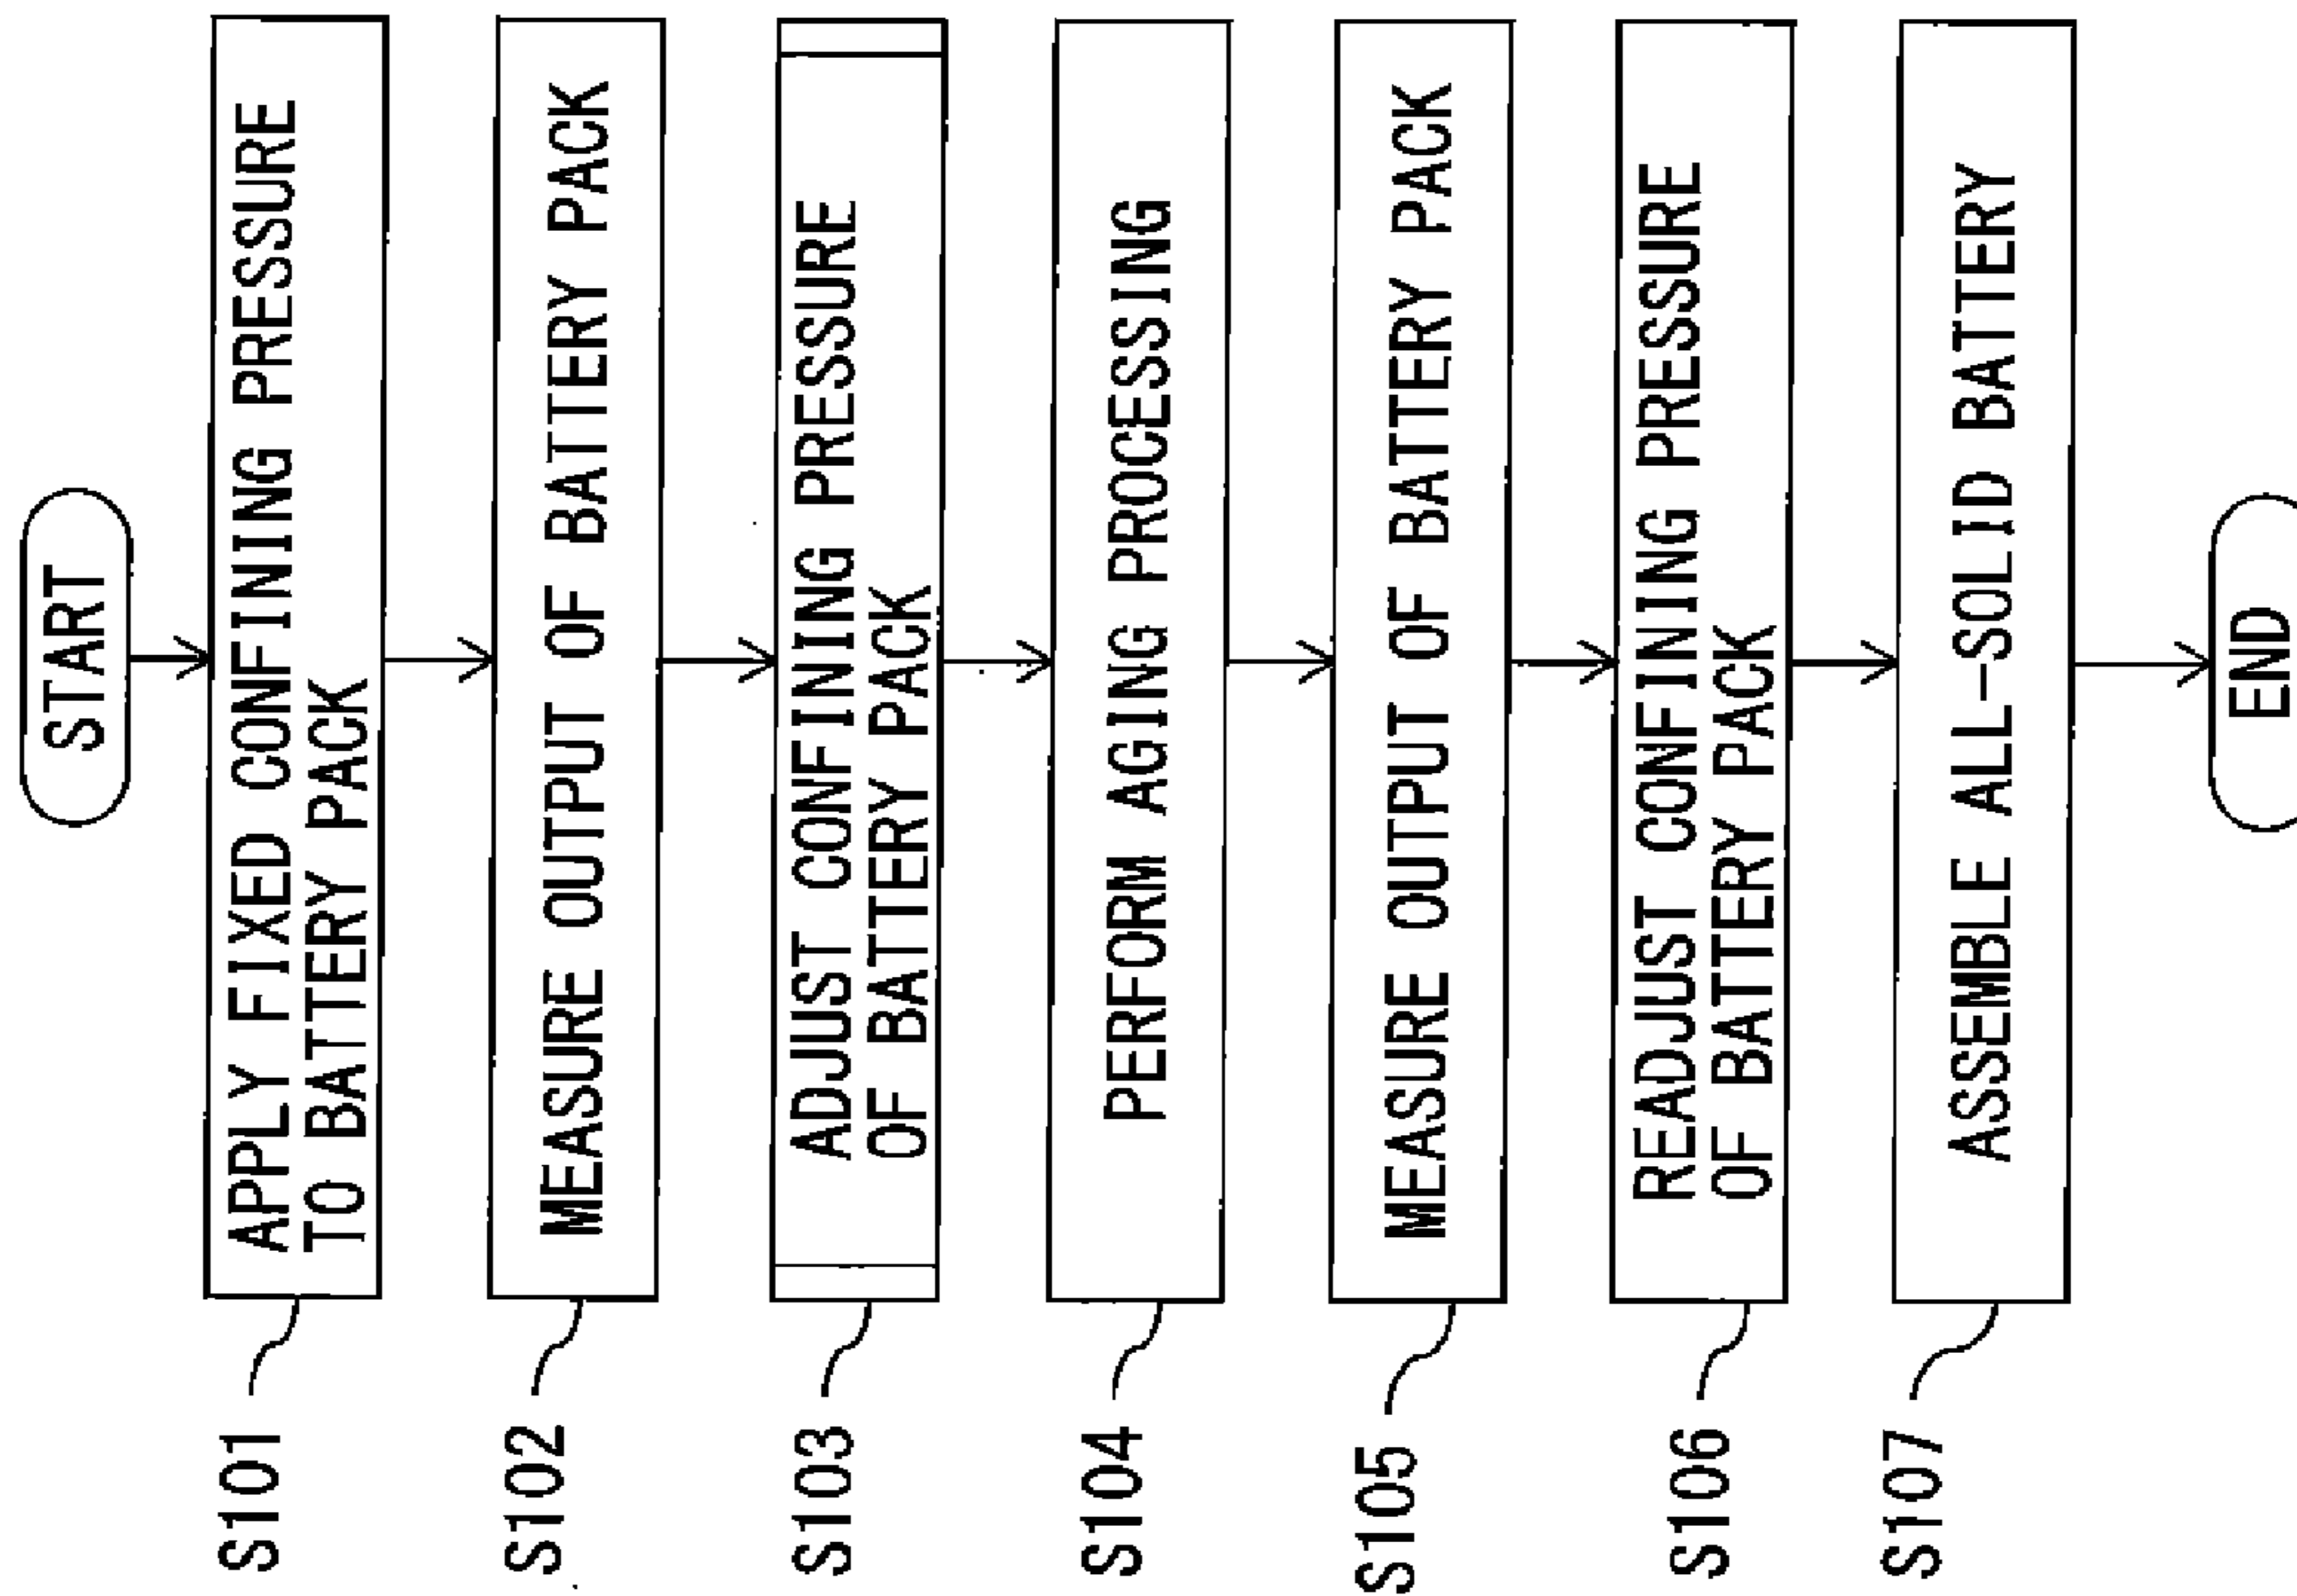 START
S101
APPLY FIXED CONFINING PRESSURE
TO BATTERY PACK
S102
MEASURE OUTPUT OF BATTERY PACK
S103
ADJUST CONFINING PRESSURE
OF BATTERY PACK
S104
PERFORM AGING PROCESSING
S105
MEASURE OUTPUT OF BATTERY PACK
S106
READJUST CONFINING PRESSURE
OF BATTERY PACK
S107
ASSEMBLE ALL-SOLID BATTERY
END